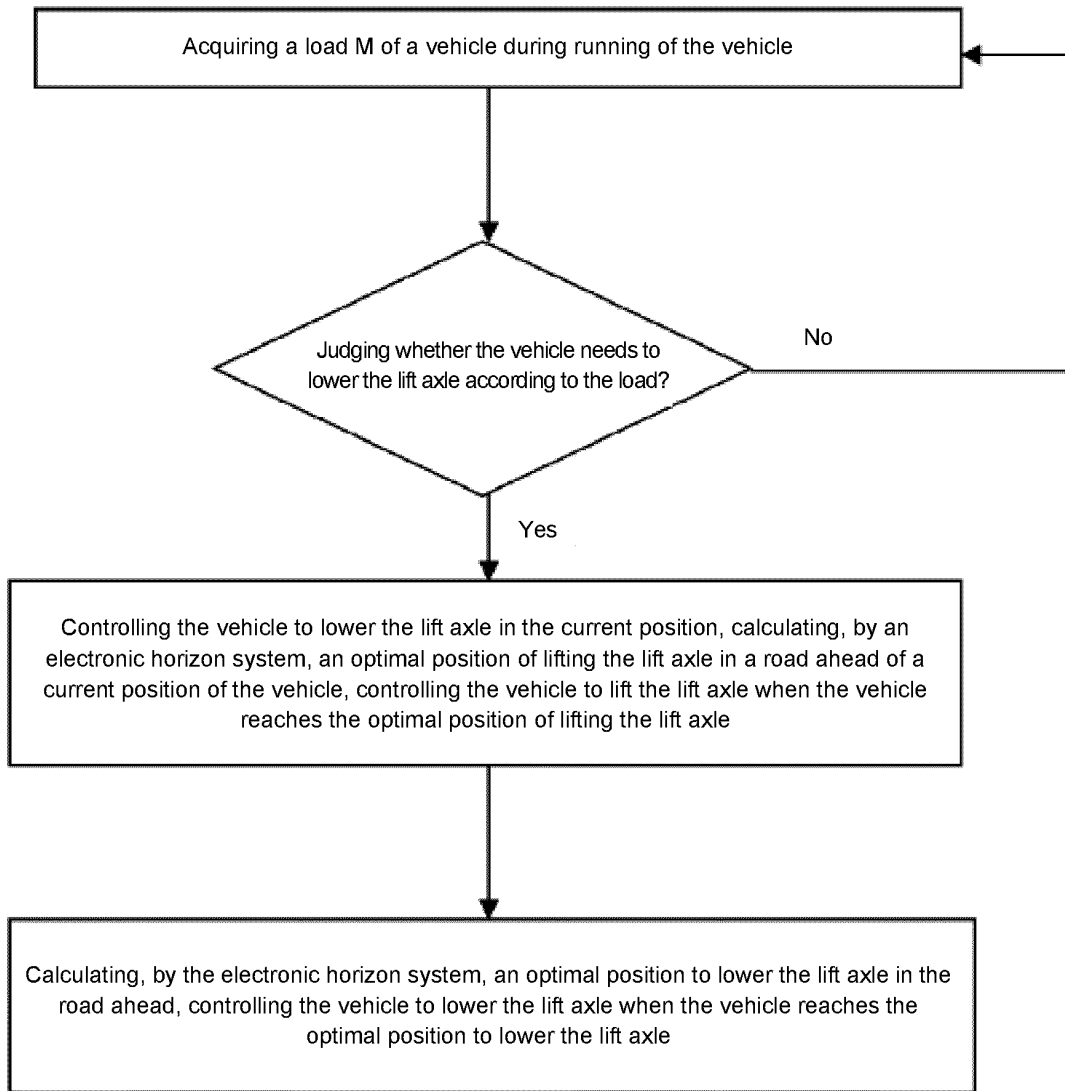 Acquiring a load M of a vehicle during running of the vehicle
Judging whether the vehicle needs to
lower the lift axle according to the load?
No
Yes
Controlling the vehicle to lower the lift axle in the current position, calculating, by an
electronic horizon system, an optimal position of lifting the lift axle in a road ahead of a
current position of the vehicle, controlling the vehicle to lift the lift axle when the vehicle
reaches the optimal position of lifting the lift axle
Calculating, by the electronic horizon system, an optimal position to lower the lift axle in the
road ahead, controlling the vehicle to lower the lift axle when the vehicle reaches the
optimal position to lower the lift axle